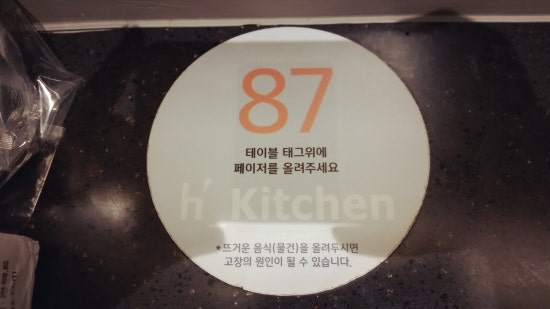 87
테이블 태그위에
페이저를 올려주세요
h' Kitchen
*뜨거운 음식(물건)을 올려두시면
고장의 원인이 될 수 있습니다.